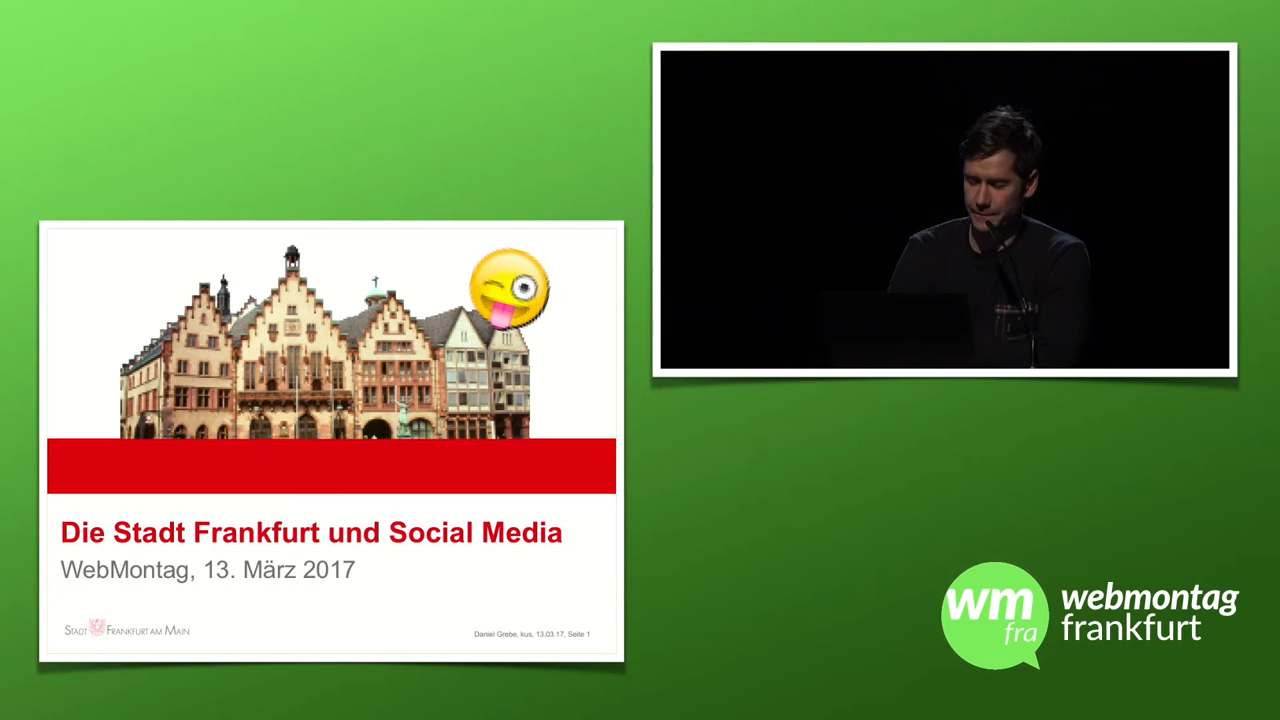 Die Stadt Frankfurt und Social Media
WebMontag, 13. März 2017
STADT FRANKFURT AM MAIN
Daniel Grebe, kus, 13.03.17, Seite 1
wm
fra
webmontag
frankfurt